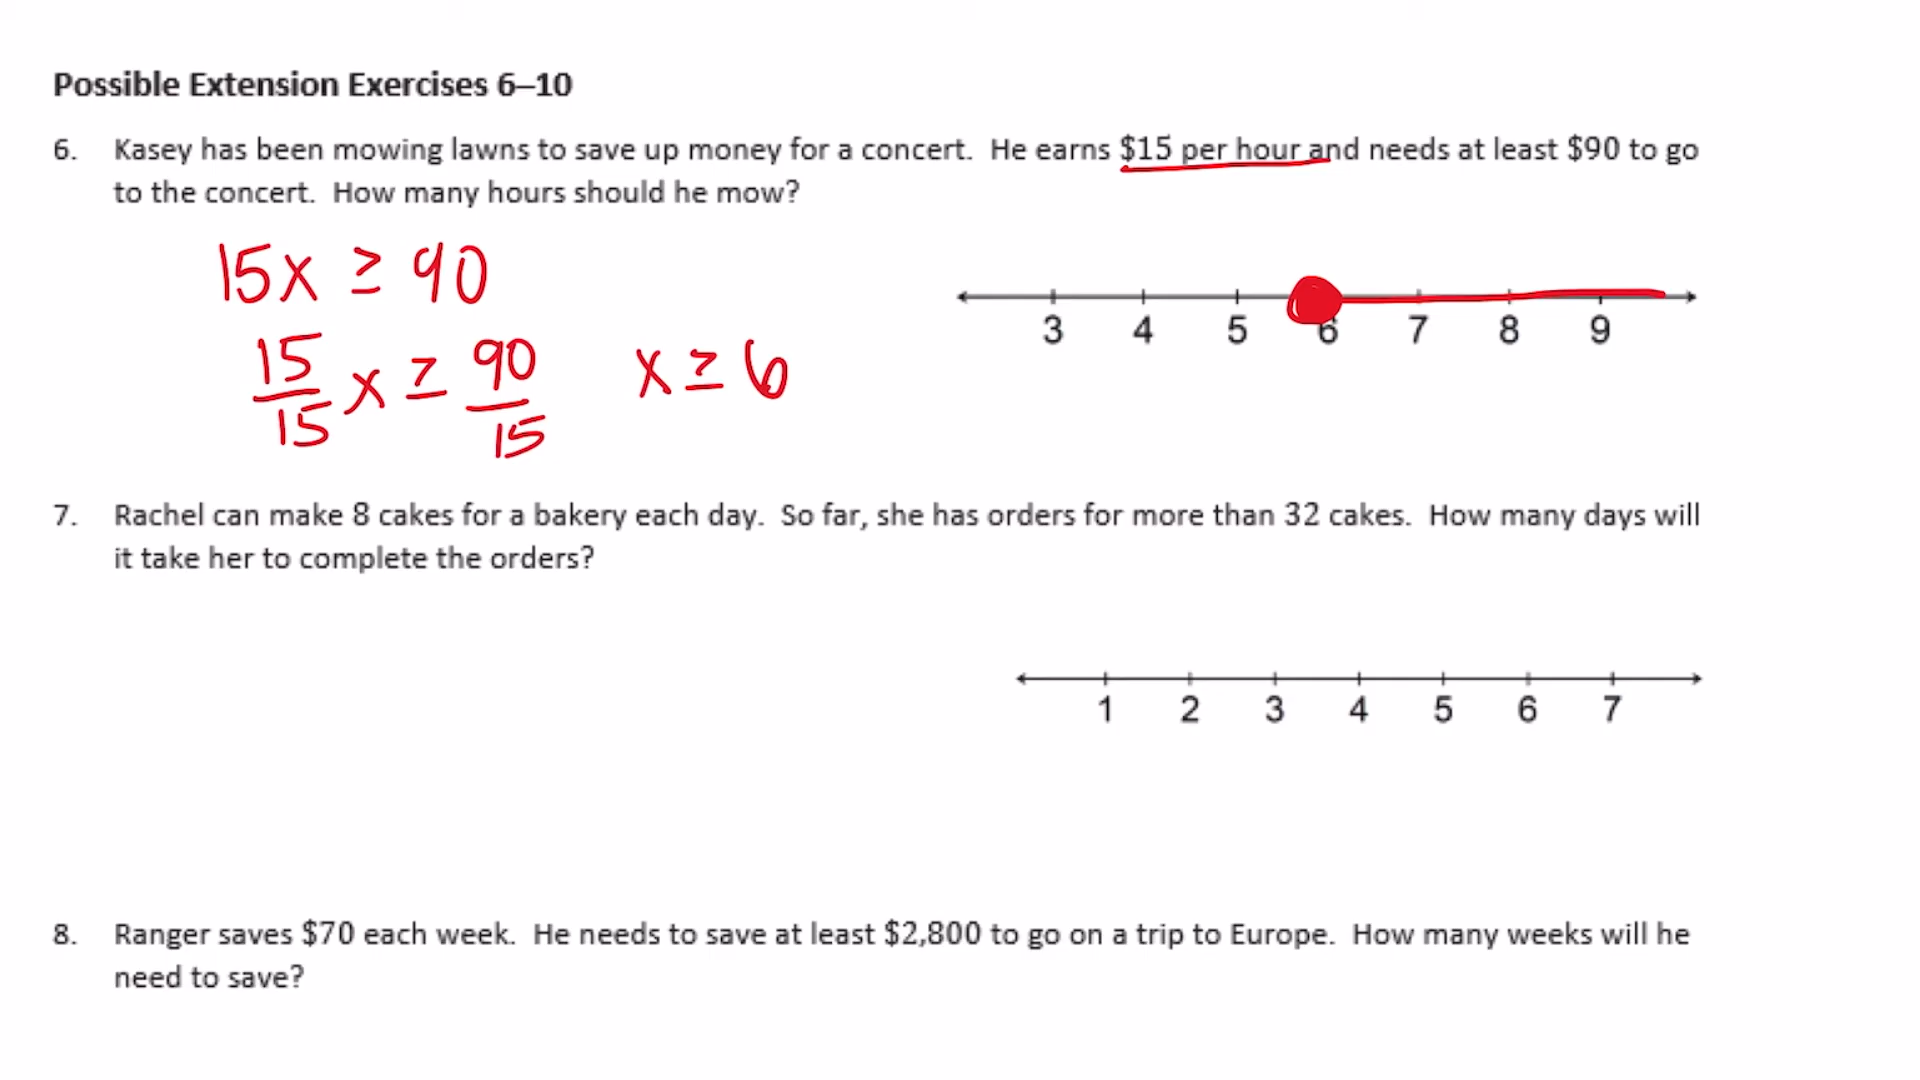 Possible Extension Exercises 6–10
6. Kasey has been mowing lawns to save up money for a concert. He earns $15 per hour and needs at least $90 to go
to the concert. How many hours should he mow?
15x ≥ 90
3 4 5 6 7 8 9
15/15 x ≥ 90/15 x ≥ 6
7. Rachel can make 8 cakes for a bakery each day. So far, she has orders for more than 32 cakes. How many days will
it take her to complete the orders?
1 2 3 4 5 6 7
8. Ranger saves $70 each week. He needs to save at least $2,800 to go on a trip to Europe. How many weeks will he
need to save?